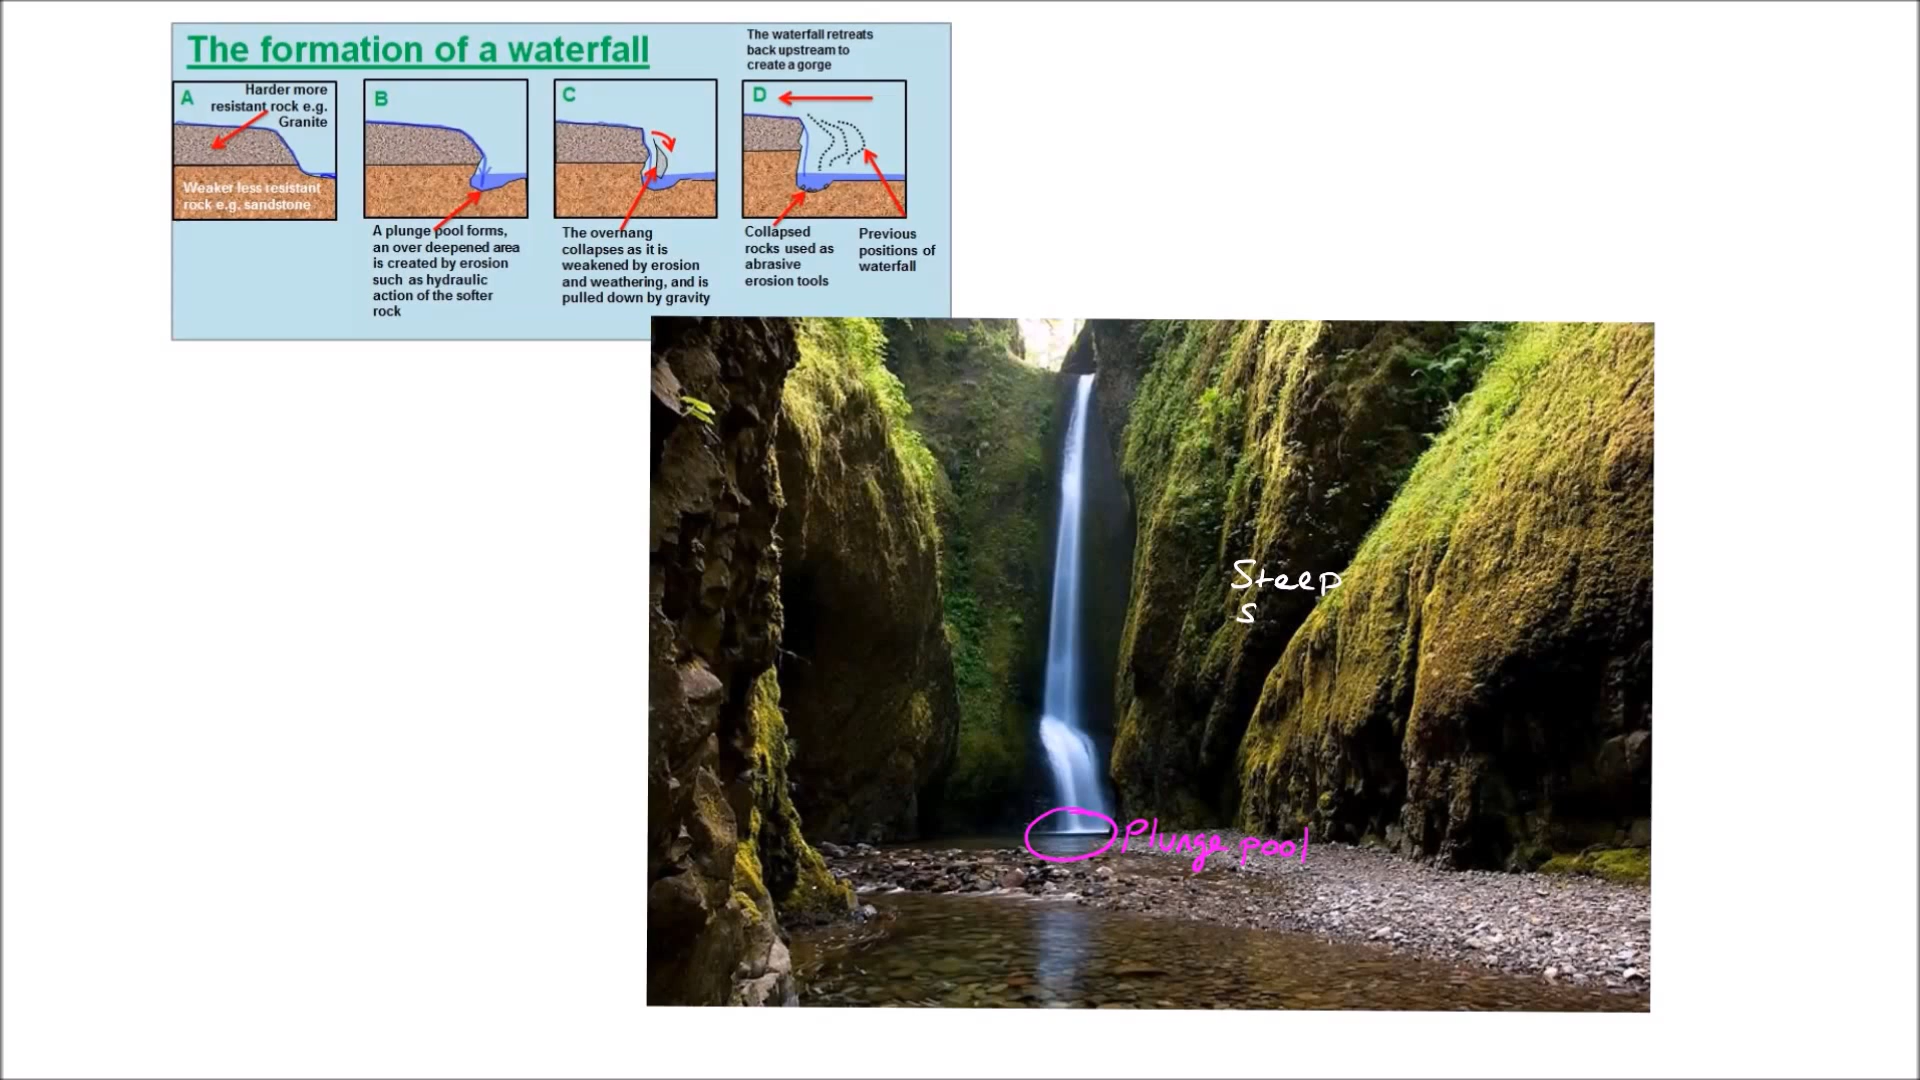 The formation of a waterfall
The waterfall retreats
back upstream to
create a gorge
A
Harder more
resistant rock e.g.
Granite
Weaker less resistant
rock e.g. sandstone
B
A plunge pool forms,
an over deepened area
is created by erosion
such as hydraulic
action of the softer
rock
C
The overhang
collapses as it is
weakened by erosion
and weathering, and is
pulled down by gravity
D
Collapsed
rocks used as
abrasive
erosion tools
Previous
positions of
waterfall
Steep
s
Plunge pool